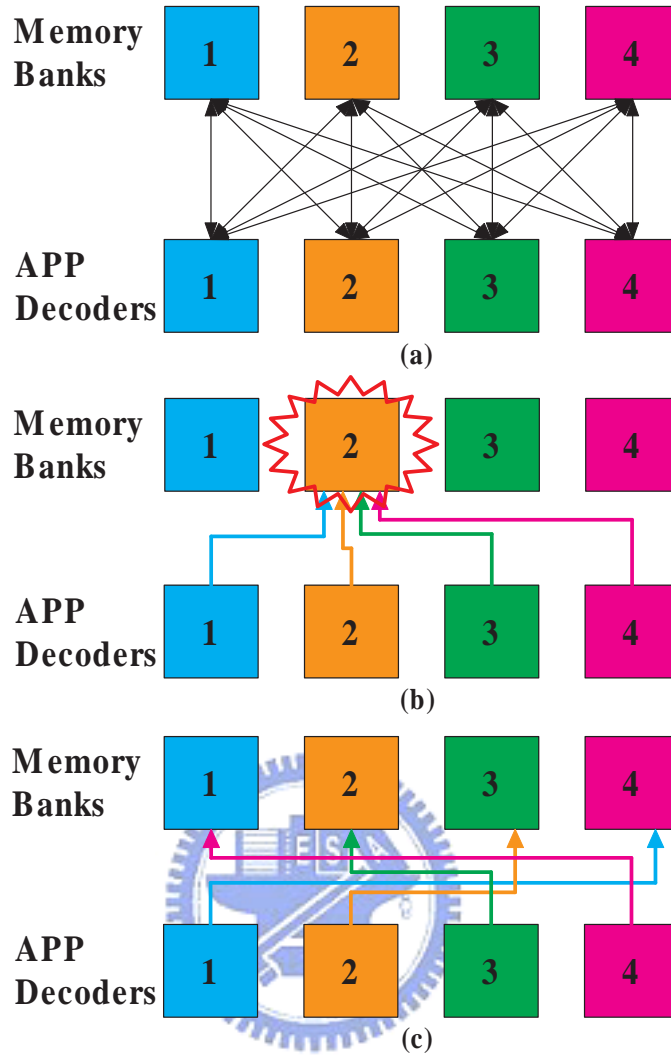 Memory Banks
1 2 3 4
APP Decoders
1 2 3 4
(a)
Memory Banks
1 2 3 4
APP Decoders
1 2 3 4
(b)
Memory Banks
1 2 3 4
E S A
APP Decoders
1 2 3 4
(c)